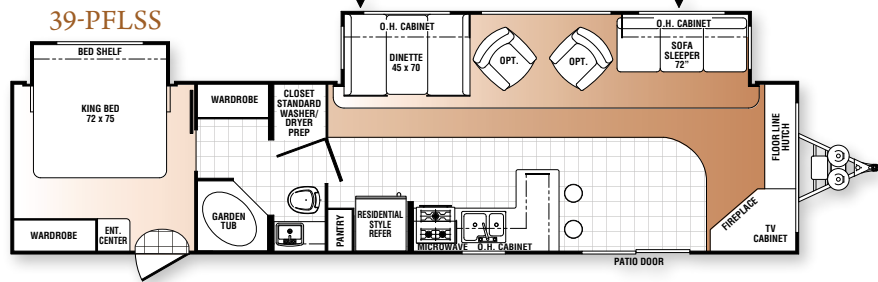 39-PFLSS
BED SHELF
KING BED
72 x 75
WARDROBE
ENT.
CENTER
WARDROBE
GARDEN
TUB
CLOSET
STANDARD
WASHER/
DRYER
PREP
PANTRY
RESIDENTIAL
STYLE
REFER
MICROWAVE
O.H. CABINET
O.H. CABINET
DINETTE
45 x 70
OPT.
OPT.
O.H. CABINET
SOFA
SLEEPER
72"
FLOOR LINE
HUTCH
FIREPLACE
TV
CABINET
PATIO DOOR